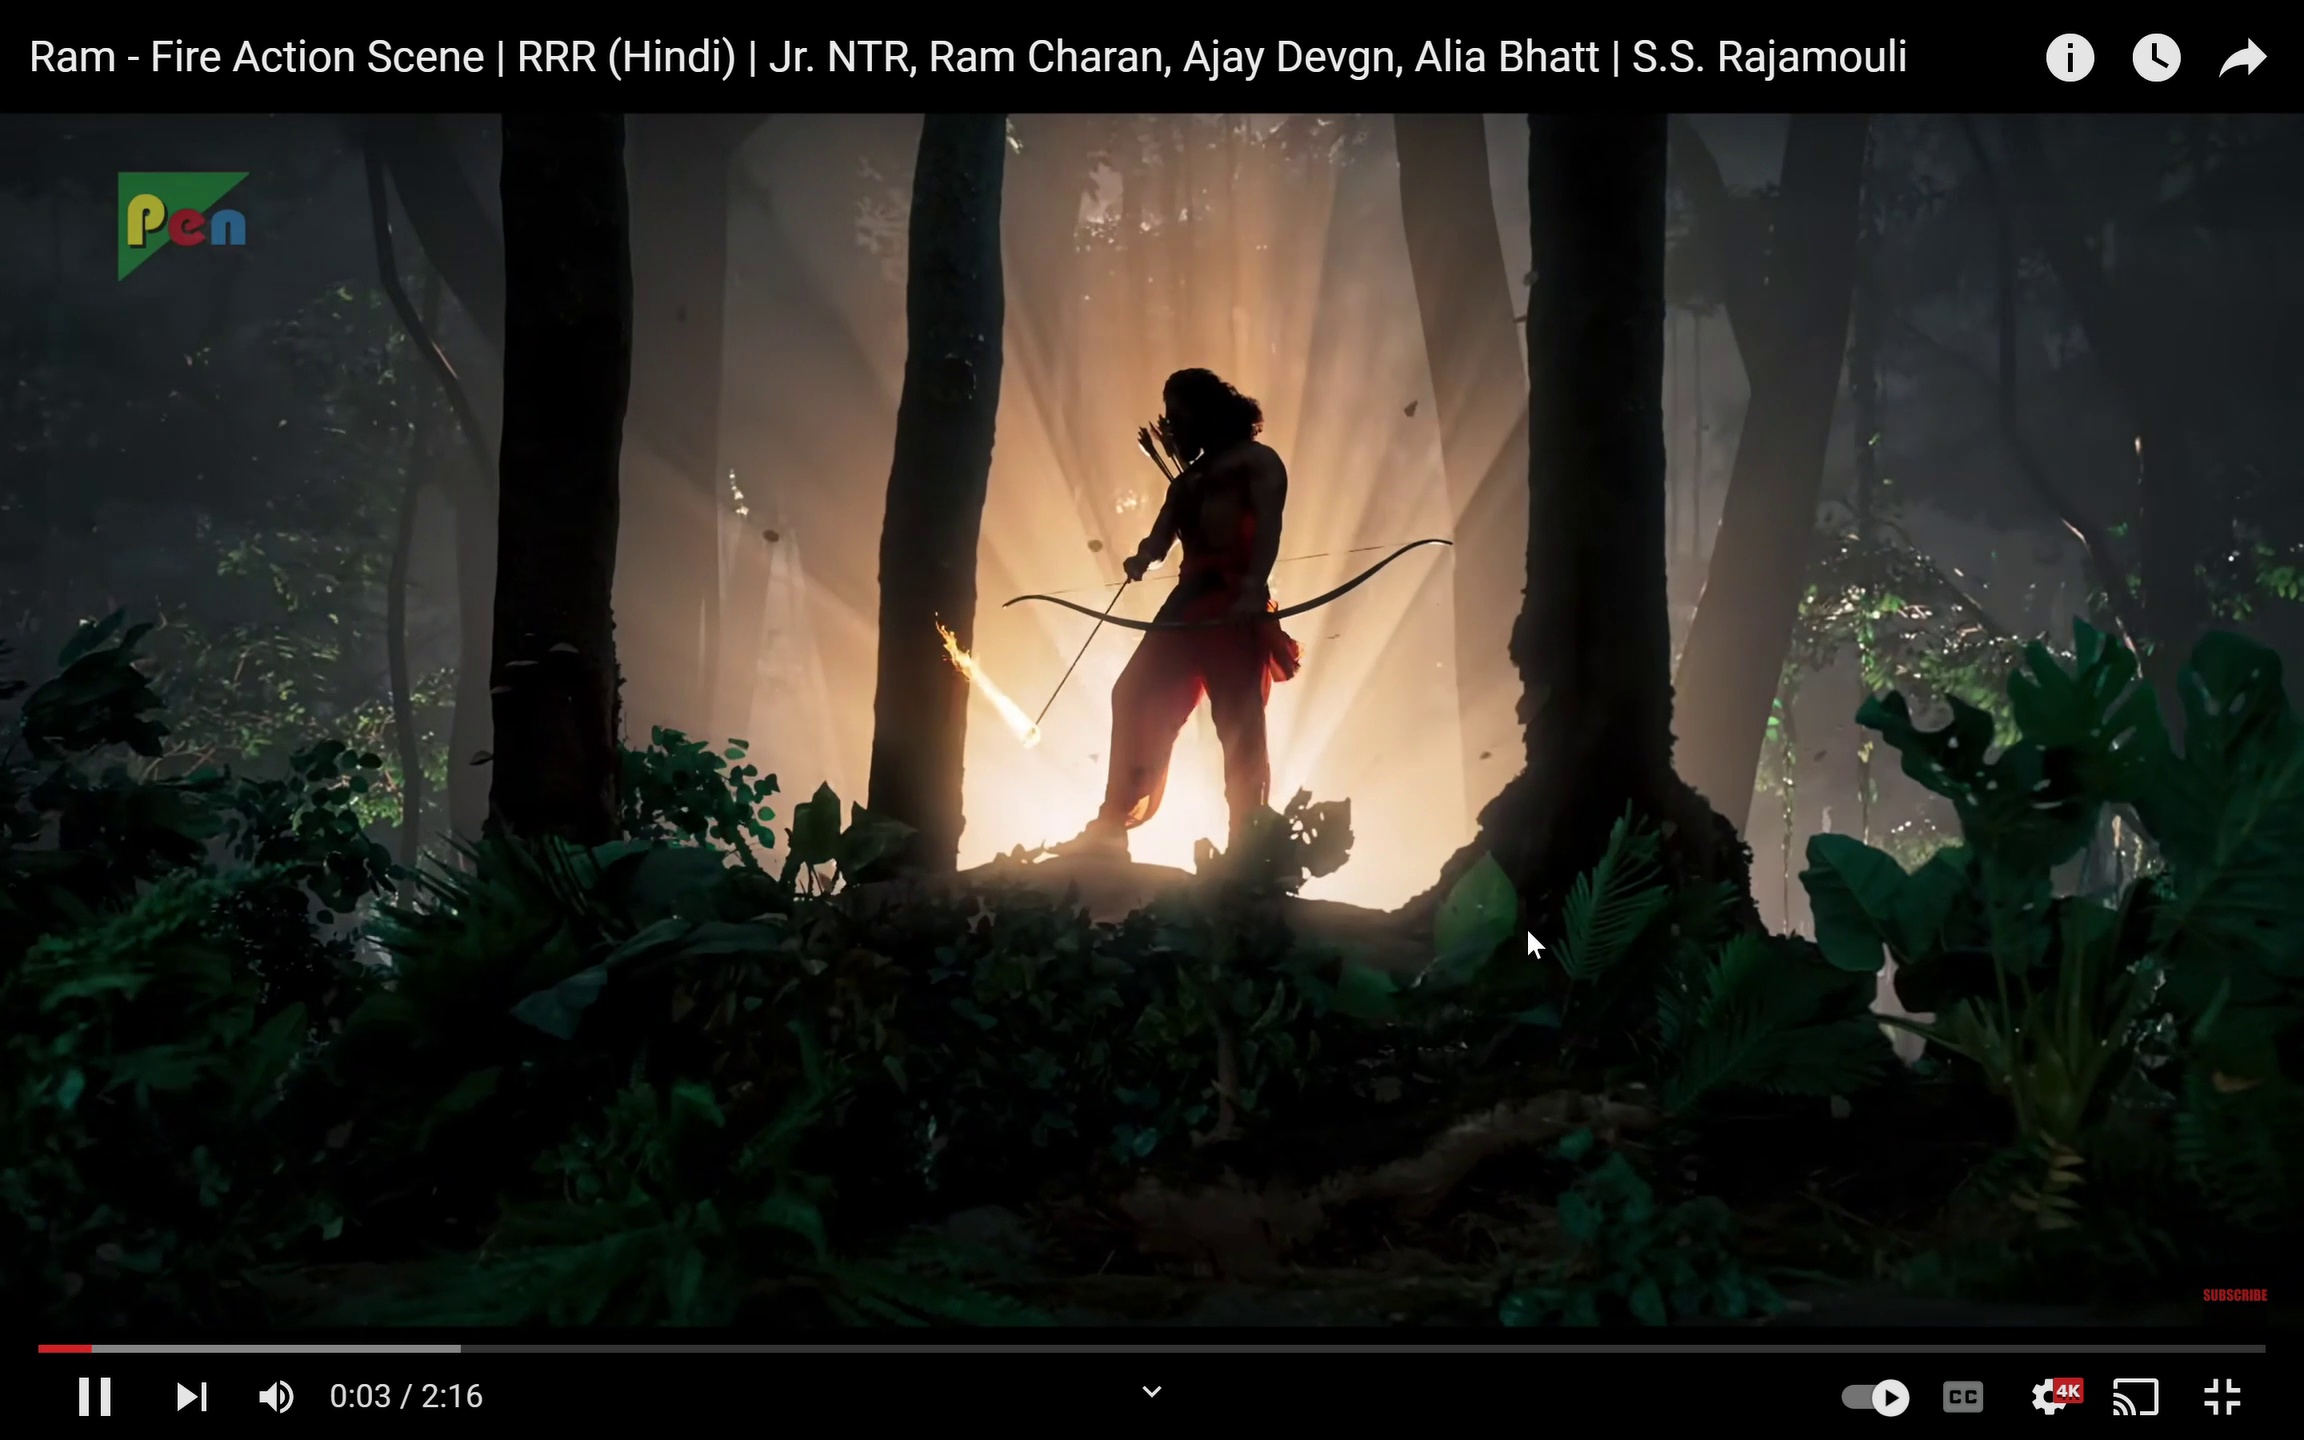 Ram - Fire Action Scene | RRR (Hindi) | Jr. NTR, Ram Charan, Ajay Devgn, Alia Bhatt | S.S. Rajamouli
Pen
SUBSCRIBE
0:03 / 2:16
CC
4K